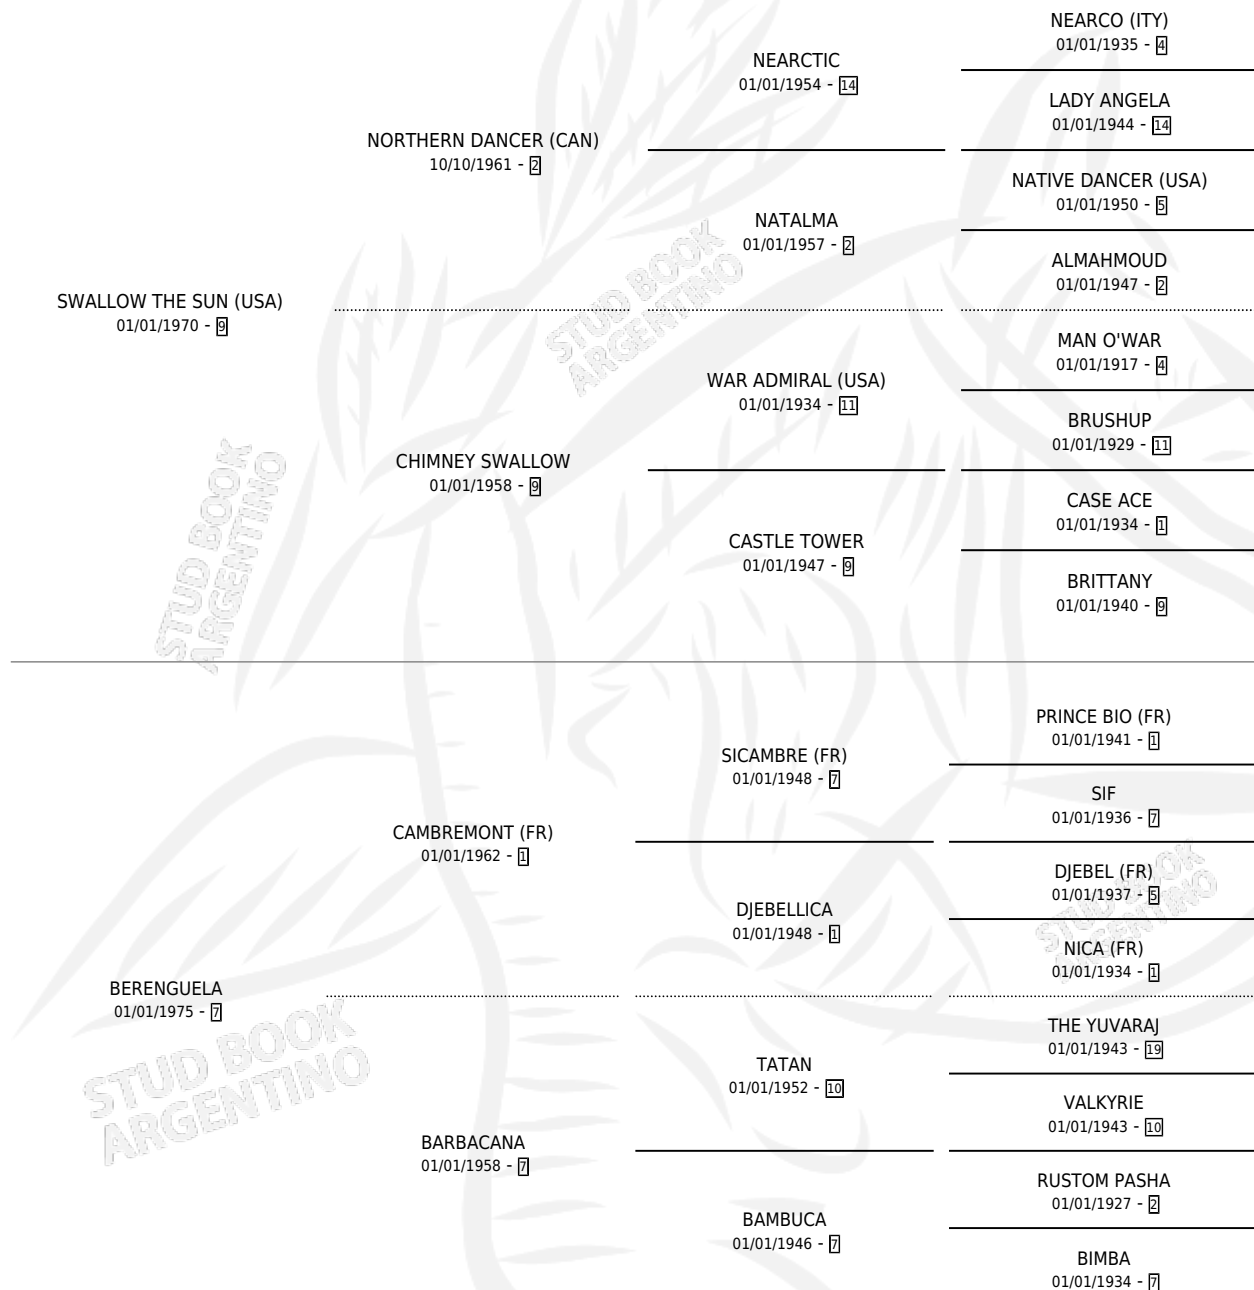 NEARCO (ITY)
01/01/1935 - 4
NEARCTIC
01/01/1954 - 14
LADY ANGELA
01/01/1944 - 14
NORTHERN DANCER (CAN)
10/10/1961 - 2
NATIVE DANCER (USA)
01/01/1950 - 5
NATALMA
01/01/1957 - 2
ALMAHMOUD
01/01/1947 - 2
STUD BOOK
ARGENTINO
SWALLOW THE SUN (USA)
01/01/1970 - 9
MAN O'WAR
01/01/1917 - 4
WAR ADMIRAL (USA)
01/01/1934 - 11
BRUSHUP
01/01/1929 - 11
CHIMNEY SWALLOW
01/01/1958 - 9
CASE ACE
01/01/1934 - 1
CASTLE TOWER
01/01/1947 - 9
BRITTANY
01/01/1940 - 9
STUD BOOK
ARGENTINO
PRINCE BIO (FR)
01/01/1941 - 1
SICAMBRE (FR)
01/01/1948 - 7
SIF
01/01/1936 - 7
CAMBREMONT (FR)
01/01/1962 - 1
DJEBEL (FR)
01/01/1937 - 5
DJEBELLICA
01/01/1948 - 1
NICA (FR)
01/01/1934 - 1
STUD BOOK
ARGENTINO
BERENGUELA
01/01/1975 - 7
THE YUVARAJ
01/01/1943 - 19
TATAN
01/01/1952 - 10
VALKYRIE
01/01/1943 - 10
STUD BOOK
ARGENTINO
BARBACANA
01/01/1958 - 7
RUSTOM PASHA
01/01/1927 - 2
BAMBUCA
01/01/1946 - 7
BIMBA
01/01/1934 - 7